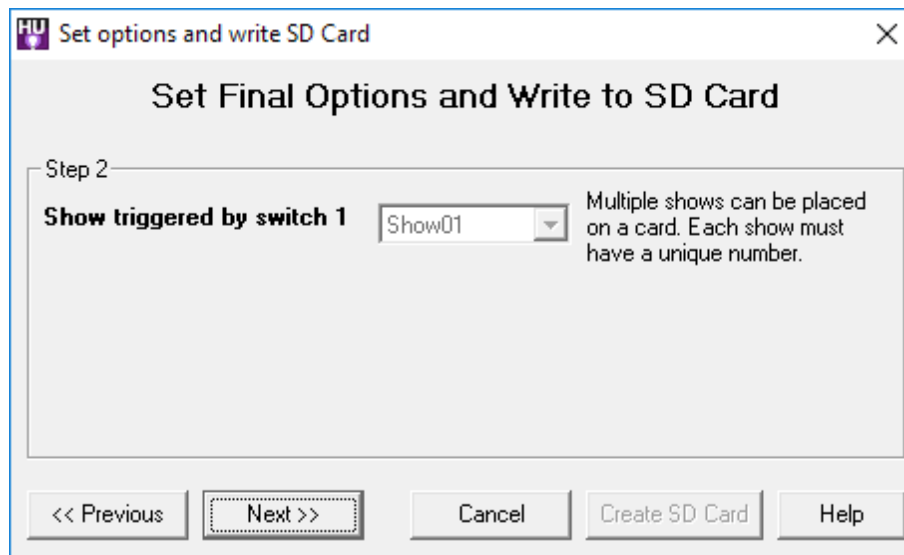 HU Set options and write SD Card
Set Final Options and Write to SD Card
Step 2
Show triggered by switch 1
Show01
Multiple shows can be placed
on a card. Each show must
have a unique number.
<< Previous
Next >>
Cancel
Create SD Card
Help